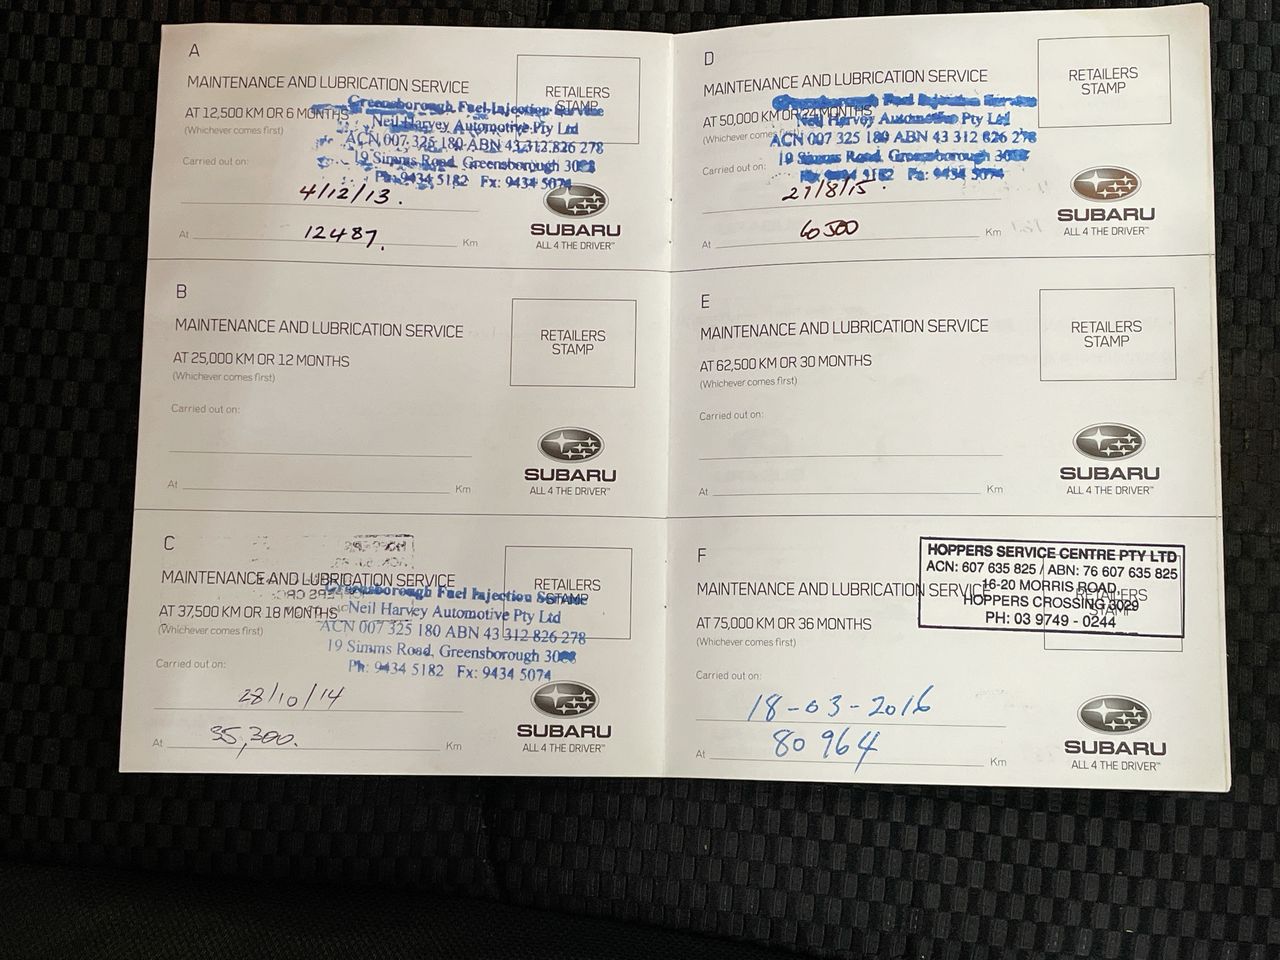 A
MAINTENANCE AND LUBRICATION SERVICE
AT 12,500 KM OR 6 MONTHS
(Whichever comes first)
RETAILERS
STAMP
Greensborough Fuel Injection Service
Neil Harvey Automotive Pty Ltd
ACN 007 325 180 ABN 43 312 826 278
19 Simms Road, Greensborough
Ph: 9434 5182 Fx: 9434 5074
Carried out on:
4/12/13.
At 12487. Km
SUBARU
ALL 4 THE DRIVER™
B
MAINTENANCE AND LUBRICATION SERVICE
AT 25,000 KM OR 12 MONTHS
(Whichever comes first)
RETAILERS
STAMP
Carried out on:
At Km
SUBARU
ALL 4 THE DRIVER™
C
MAINTENANCE AND LUBRICATION SERVICE
AT 37,500 KM OR 18 MONTHS
(Whichever comes first)
RETAILERS
STAMP
Greensborough Fuel Injection Service
Neil Harvey Automotive Pty Ltd
ACN 007 325 180 ABN 43 312 826 278
19 Simms Road, Greensborough
Ph: 9434 5182 Fx: 9434 5074
Carried out on:
28/10/14
At 35,300. Km
SUBARU
ALL 4 THE DRIVER™
D
MAINTENANCE AND LUBRICATION SERVICE
AT 50,000 KM OR 24 MONTHS
(Whichever comes first)
RETAILERS
STAMP
Greensborough Fuel Injection Service
Neil Harvey Automotive Pty Ltd
ACN 007 325 180 ABN 43 312 826 278
19 Simms Road, Greensborough
9434 5182 9434 5074
Carried out on:
27/8/15.
At Km
SUBARU
ALL 4 THE DRIVER™
E
MAINTENANCE AND LUBRICATION SERVICE
AT 62,500 KM OR 30 MONTHS
(Whichever comes first)
RETAILERS
STAMP
Carried out on:
At Km
SUBARU
ALL 4 THE DRIVER™
F
MAINTENANCE AND LUBRICATION SERVICE
AT 75,000 KM OR 36 MONTHS
(Whichever comes first)
RETAILERS
STAMP
HOPPERS SERVICE CENTRE PTY LTD
ACN: 607 635 825 / ABN: 76 607 635 825
16-20 MORRIS ROAD,
HOPPERS CROSSING 3029
PH: 03 9749 - 0244
Carried out on:
18-03-2016
At 80 964 Km
SUBARU
ALL 4 THE DRIVER™